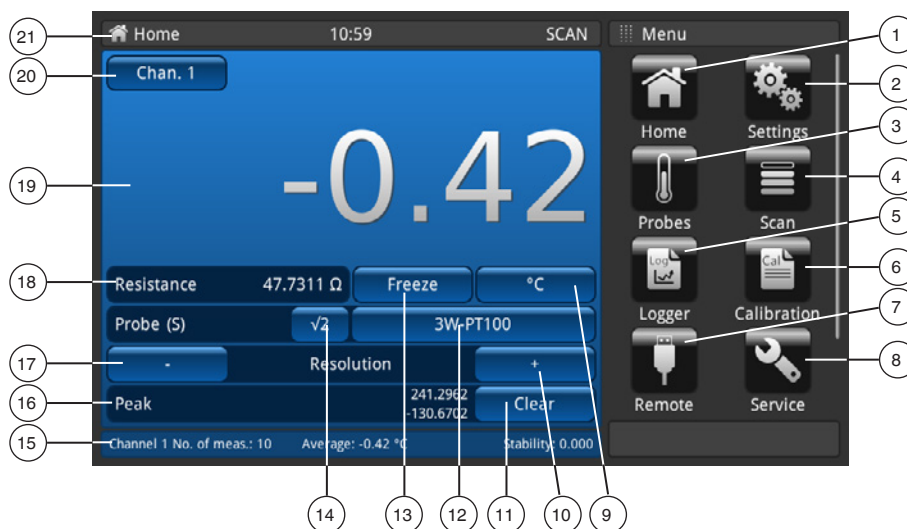 Home 10:59 SCAN
Menu
Chan. 1
-0.42
Resistance 47.7311 Ω Freeze °C
Probe (S) √2 3W-PT100
- Resolution +
Peak 241.2962 Clear
-130.6702
Channel 1 No. of meas.: 10 Average: -0.42 °C Stability: 0.000
Home Settings
Probes Scan
Log Cal
Logger Calibration
Remote Service
1
2
3
4
5
6
7
8
9
10
11
12
13
14
15
16
17
18
19
20
21